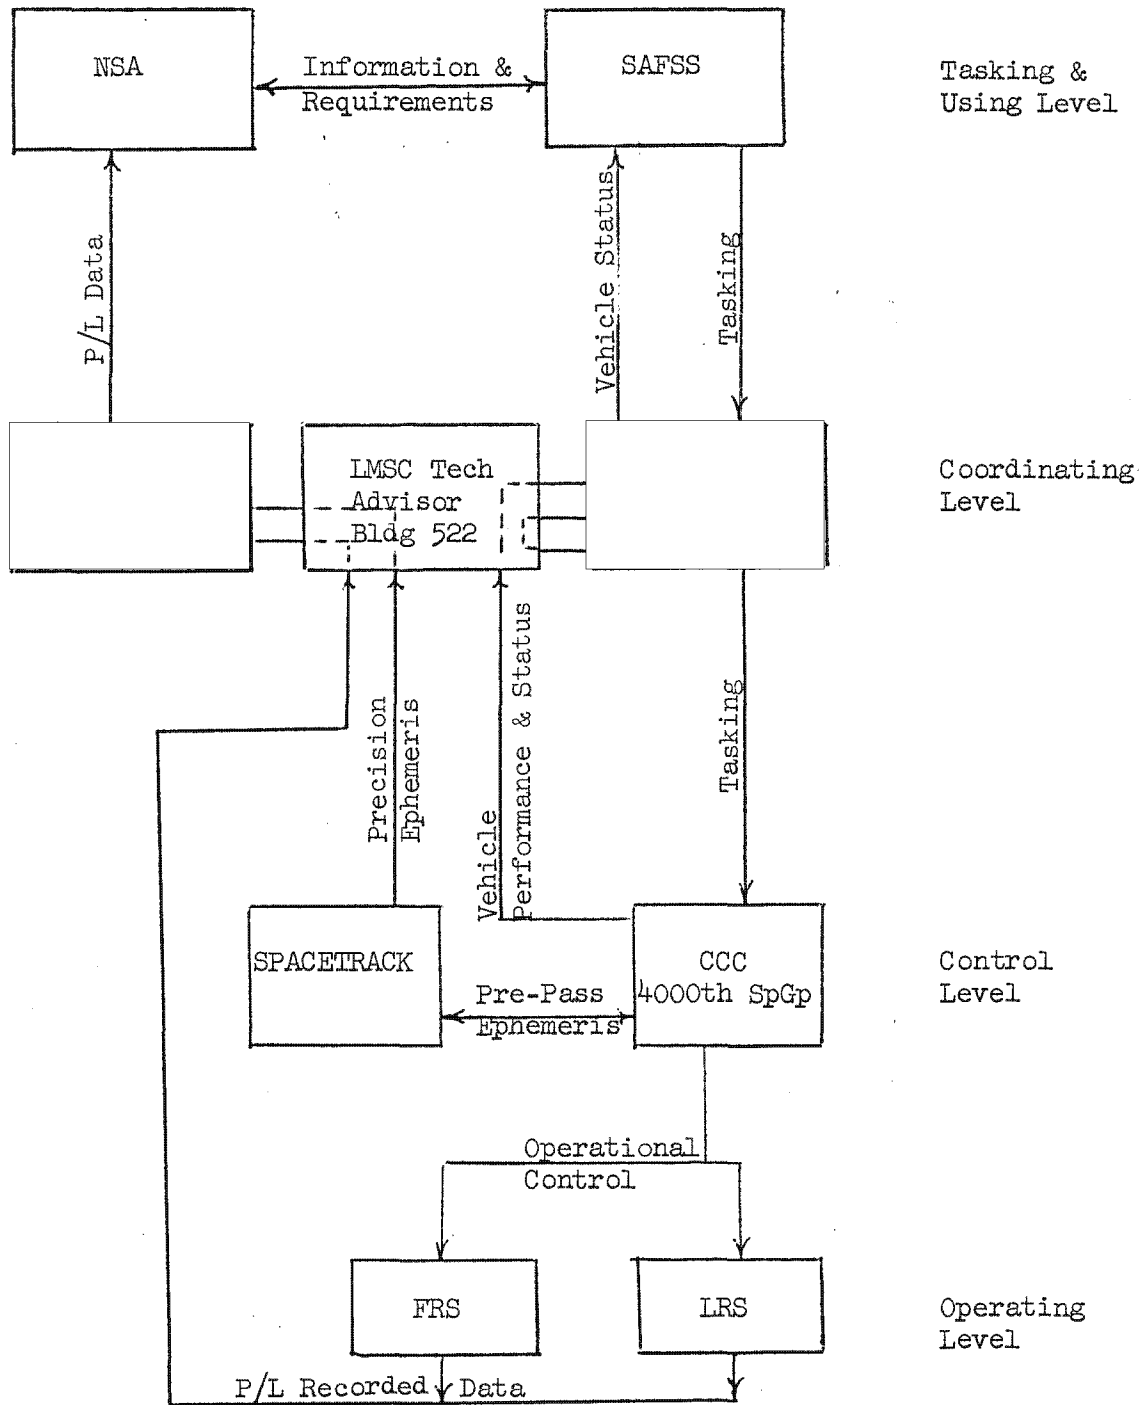 NSA
Information &
Requirements
SAFSS
Tasking &
Using Level
P/L Data
Vehicle Status
Tasking
LMSC Tech
Advisor
Bldg 522
Coordinating
Level
Precision
Ephemeris
Vehicle
Performance & Status
Tasking
SPACETRACK
Pre-Pass
Ephemeris
CCC
4000th SpGp
Control
Level
Operational
Control
FRS
LRS
Operating
Level
P/L Recorded Data